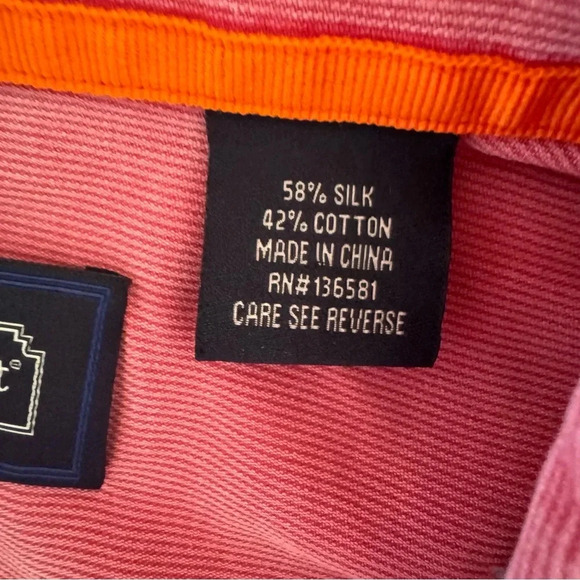 58% SILK
42% COTTON
MADE IN CHINA
RN#136581
CARE SEE REVERSE
t®